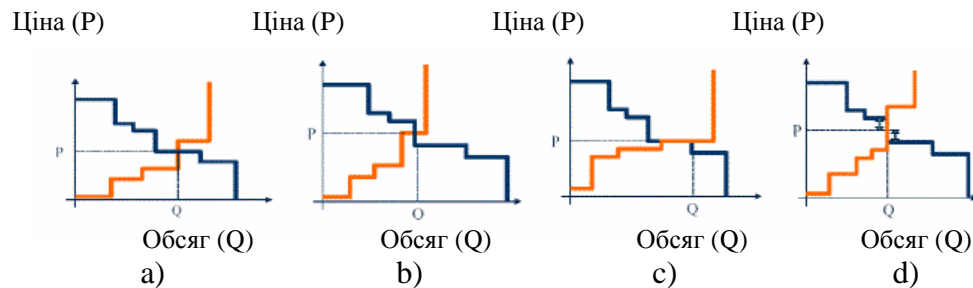 Ціна (P) Ціна (P) Ціна (P) Ціна (P)
P P P P
Q Q Q Q
Обсяг (Q) Обсяг (Q) Обсяг (Q) Обсяг (Q)
a) b) c) d)